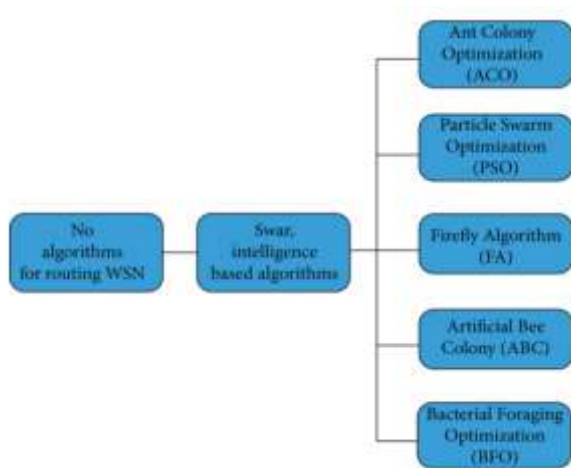 No
algorithms
for routing WSN
Swar,
intelligence
based algorithms
Ant Colony
Optimization
(ACO)
Particle Swarm
Optimization
(PSO)
Firefly Algorithm
(FA)
Artificial Bee
Colony (ABC)
Bacterial Foraging
Optimization
(BFO)